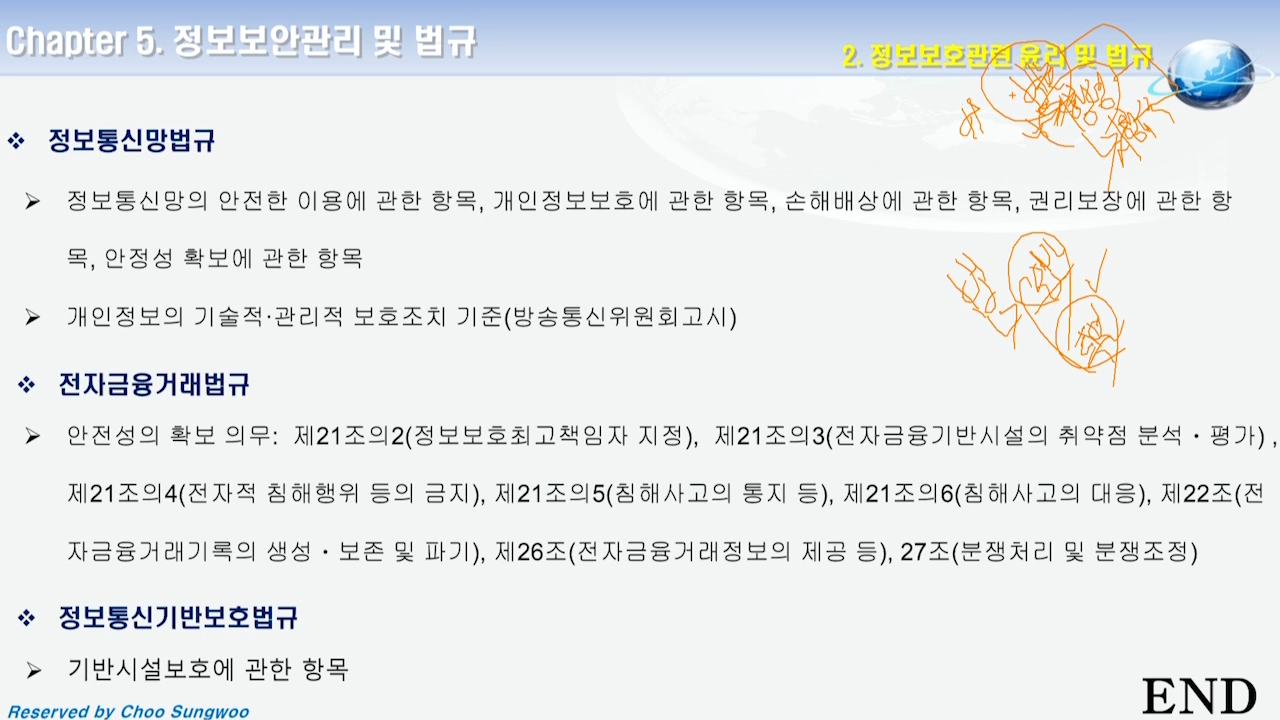 Chapter 5. 정보보안관리 및 법규
2. 정보보호관련 윤리 및 법규
정보통신망법규
정보통신망의 안전한 이용에 관한 항목, 개인정보보호에 관한 항목, 손해배상에 관한 항목, 권리보장에 관한 항
목, 안정성 확보에 관한 항목
개인정보의 기술적·관리적 보호조치 기준(방송통신위원회고시)
전자금융거래법규
안전성의 확보 의무: 제21조의2(정보보호최고책임자 지정), 제21조의3(전자금융기반시설의 취약점 분석・평가) ,
제21조의4(전자적 침해행위 등의 금지), 제21조의5(침해사고의 통지 등), 제21조의6(침해사고의 대응), 제22조(전
자금융거래기록의 생성・보존 및 파기), 제26조(전자금융거래정보의 제공 등), 27조(분쟁처리 및 분쟁조정)
정보통신기반보호법규
기반시설보호에 관한 항목
END
Reserved by Choo Sungwoo